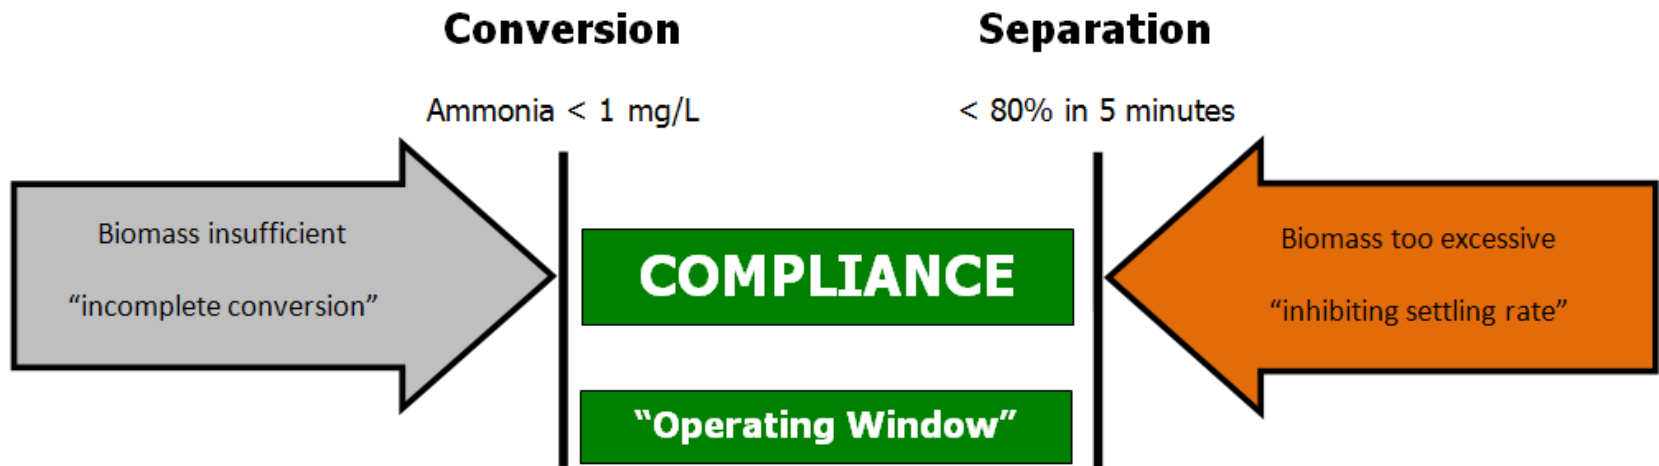 Conversion
Separation
Ammonia < 1 mg/L
< 80% in 5 minutes
Biomass insufficient
“incomplete conversion”
COMPLIANCE
“Operating Window”
Biomass too excessive
“inhibiting settling rate”